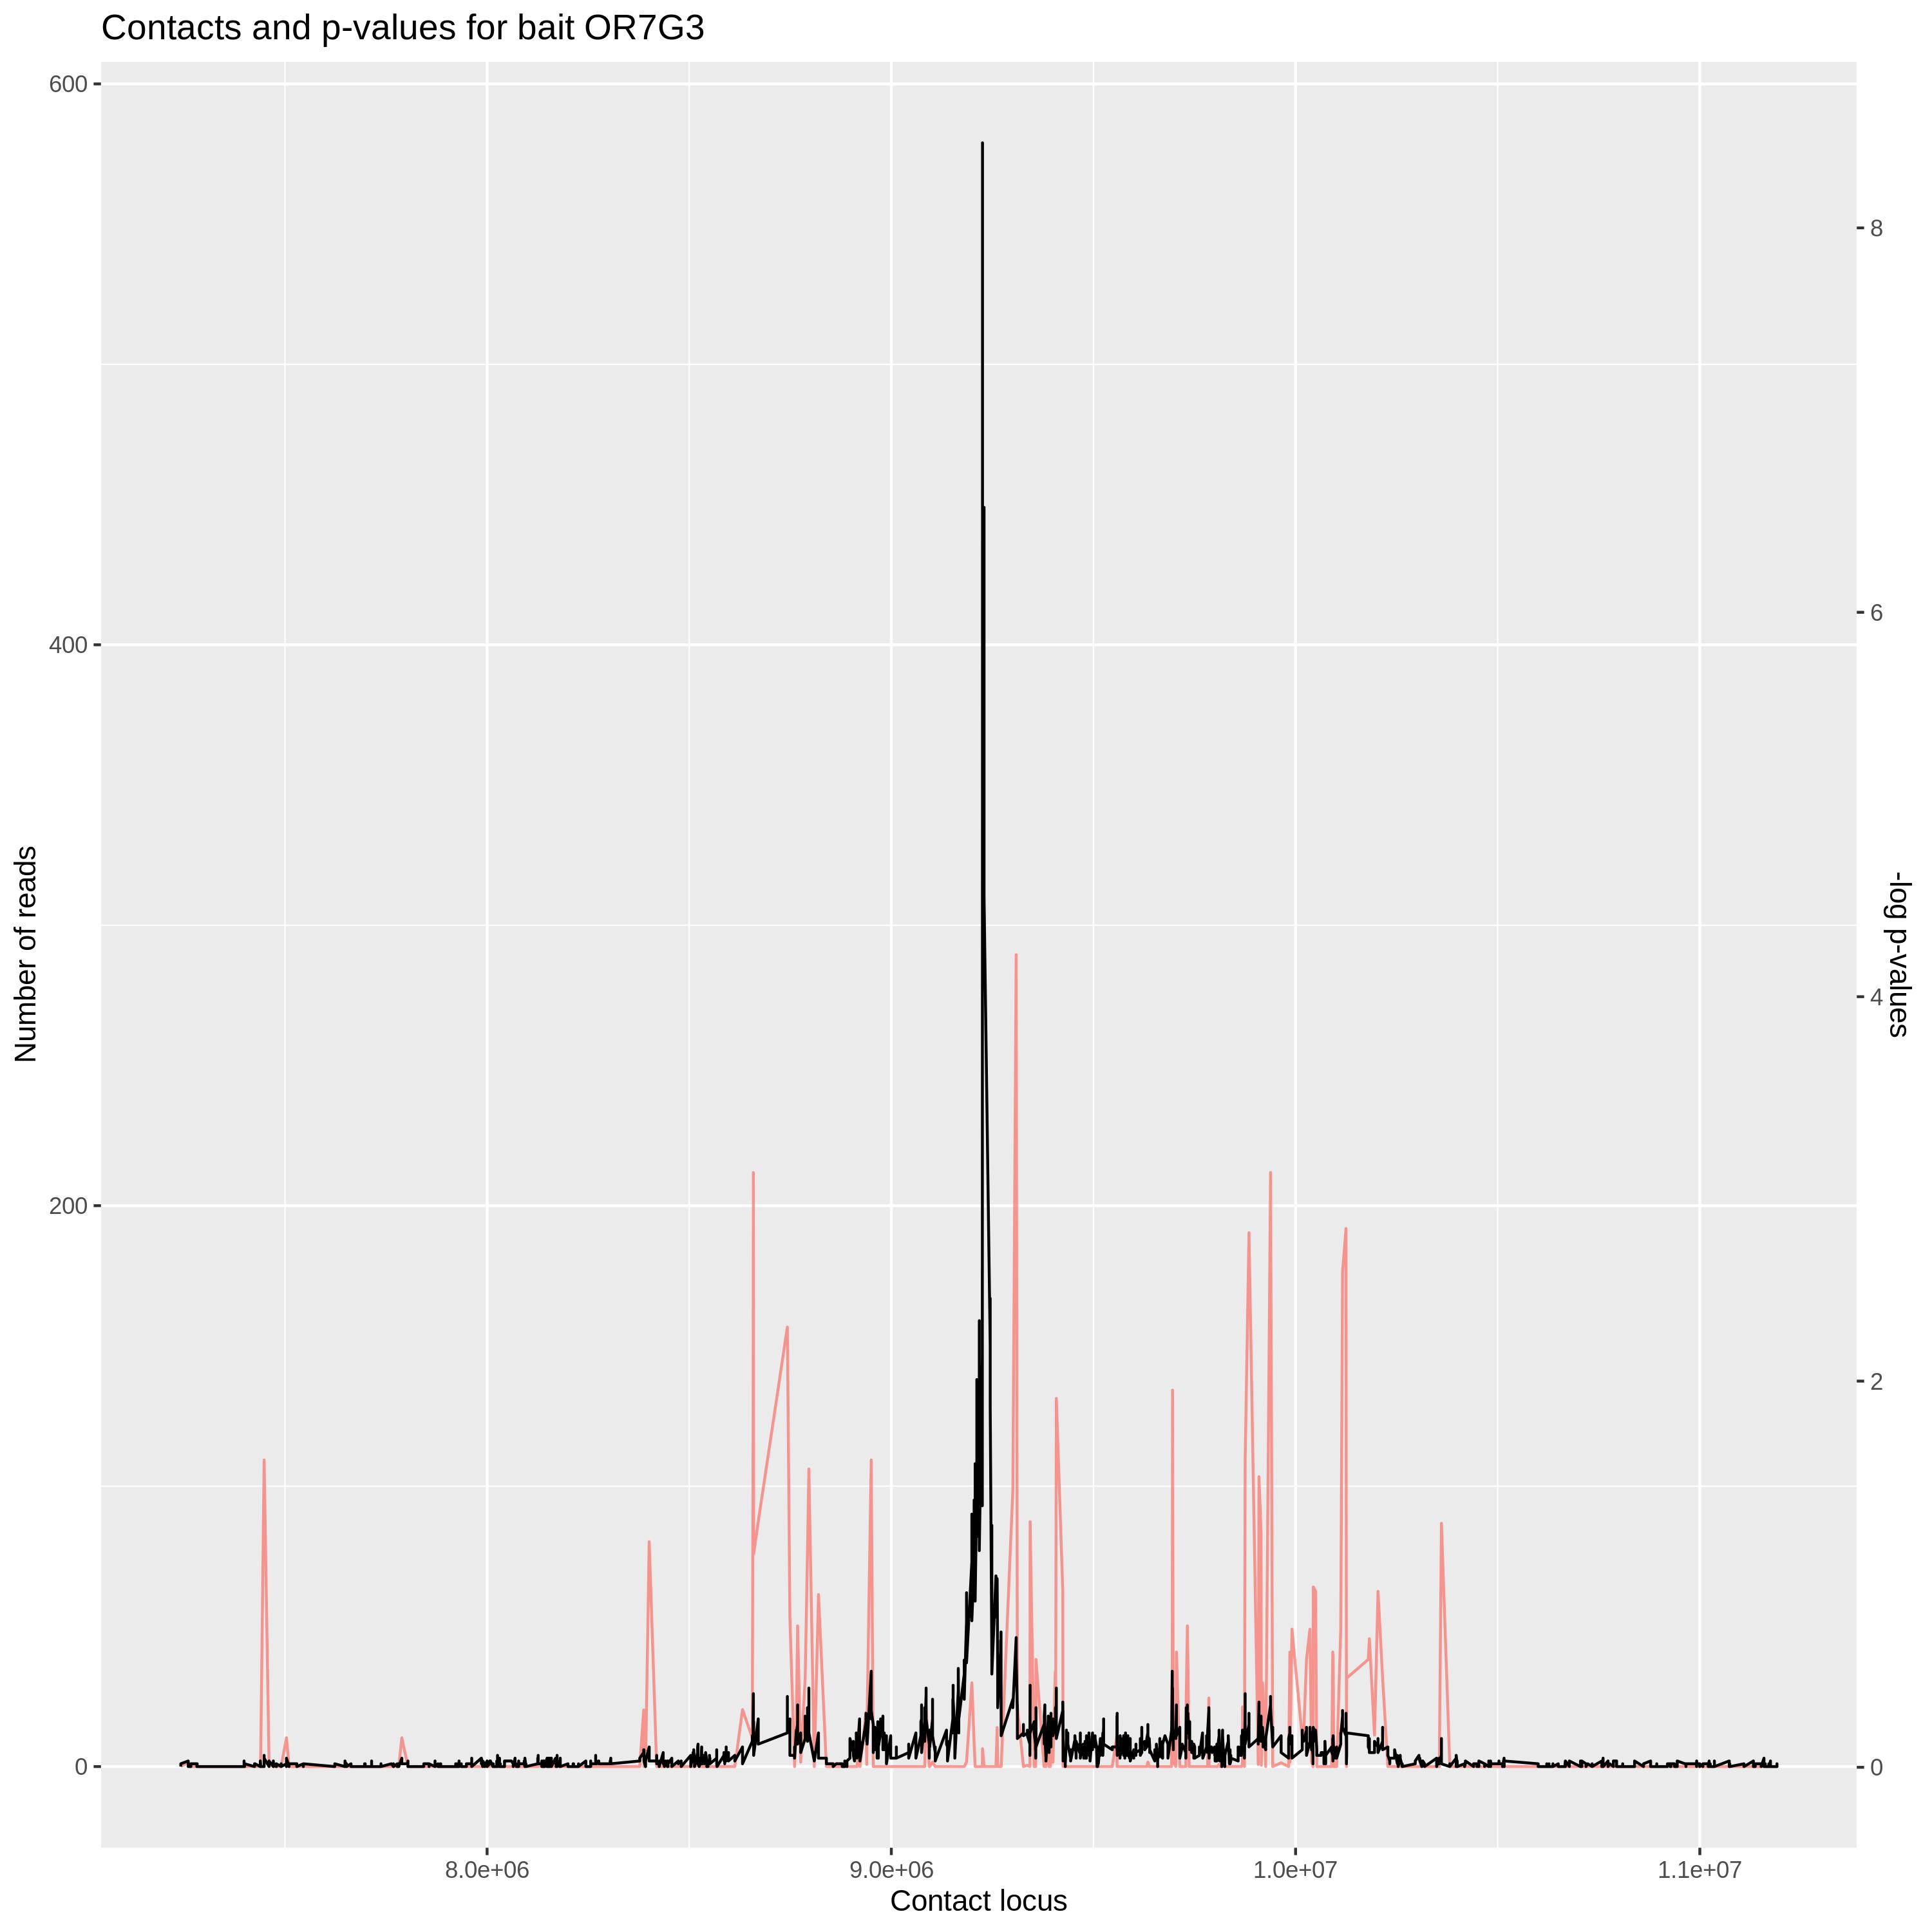 Contacts and p-values for bait OR7G3
600
400
200
0
Number of reads
8
6
4
2
0
-log p-values
8.0e+06
9.0e+06
1.0e+07
1.1e+07
Contact locus